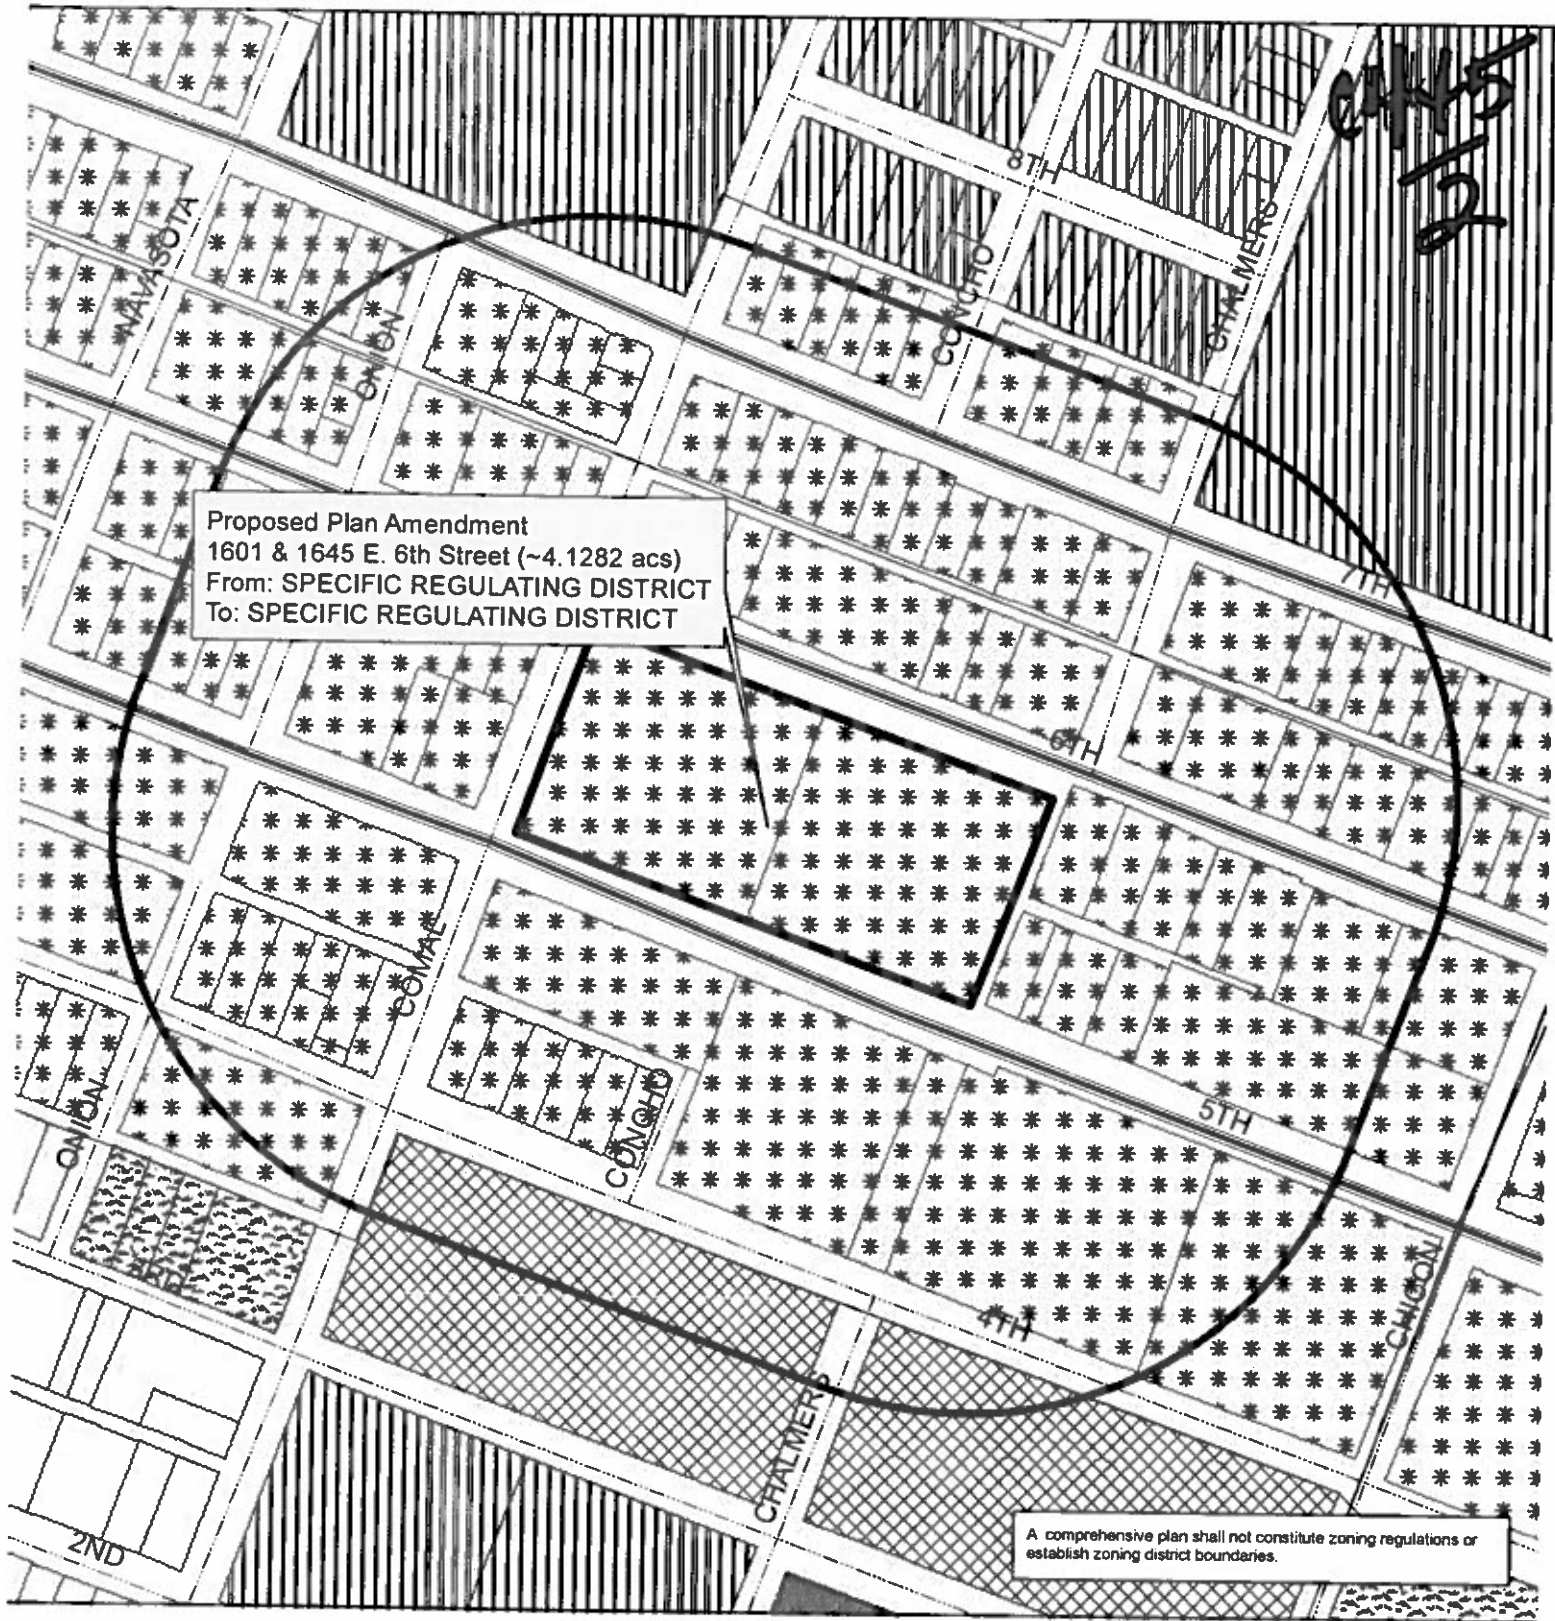 C4H5
2
8TH
NAVASOTA
CHALMERS
CONCHO
ONION
Proposed Plan Amendment
1601 & 1645 E. 6th Street (~4.1282 acs)
From: SPECIFIC REGULATING DISTRICT
To: SPECIFIC REGULATING DISTRICT
7TH
6TH
COMAL
CONCHO
5TH
ONION
4TH
CHICON
CHALMERS
A comprehensive plan shall not constitute zoning regulations or
establish zoning district boundaries.
2ND